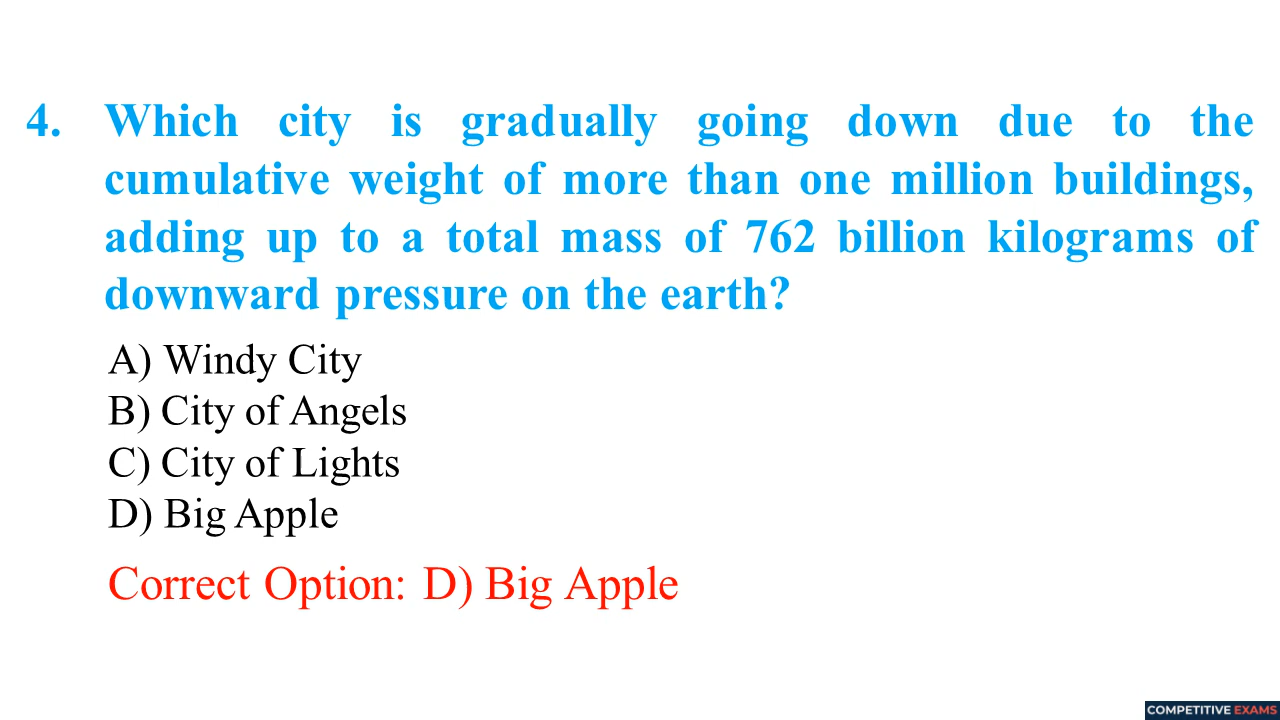 4. Which city is gradually going down due to the
cumulative weight of more than one million buildings,
adding up to a total mass of 762 billion kilograms of
downward pressure on the earth?
A) Windy City
B) City of Angels
C) City of Lights
D) Big Apple
Correct Option: D) Big Apple
COMPETITIVE EXAMS